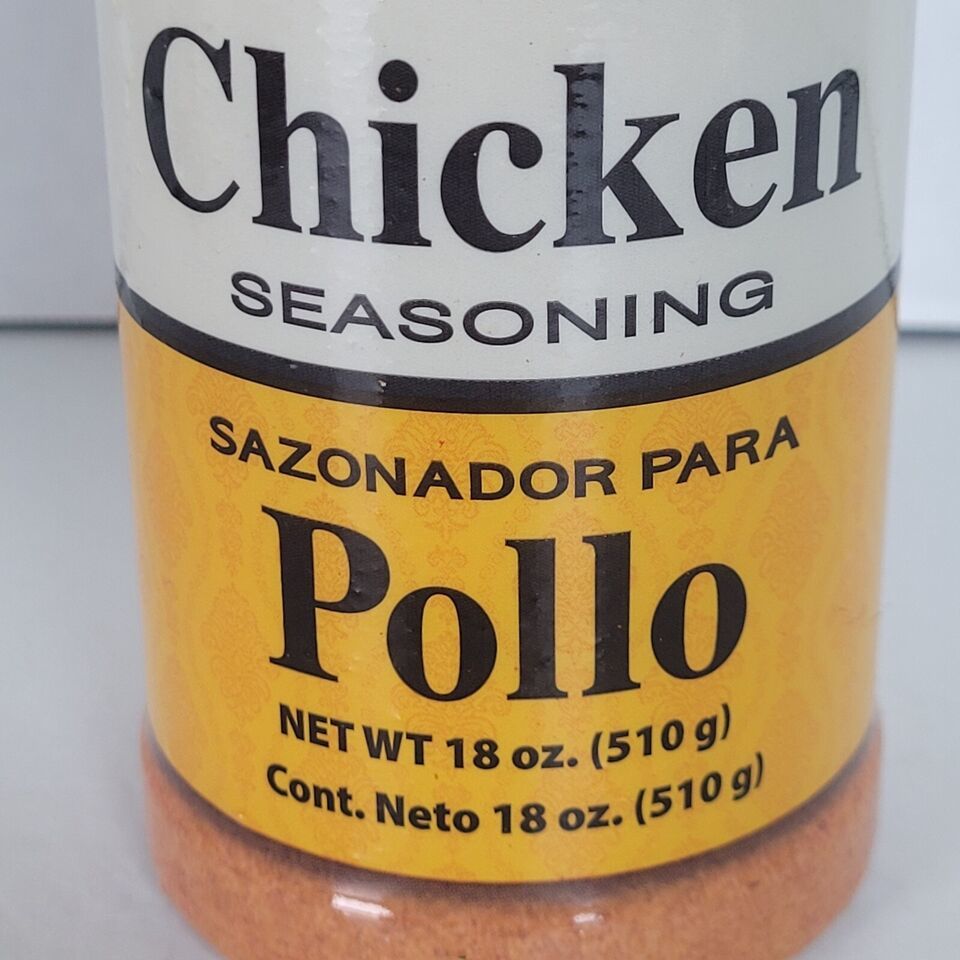 Chicken
SEASONING
SAZONADOR PARA
Pollo
NET WT 18 oz. (510 g)
Cont. Neto 18 oz. (510 g)